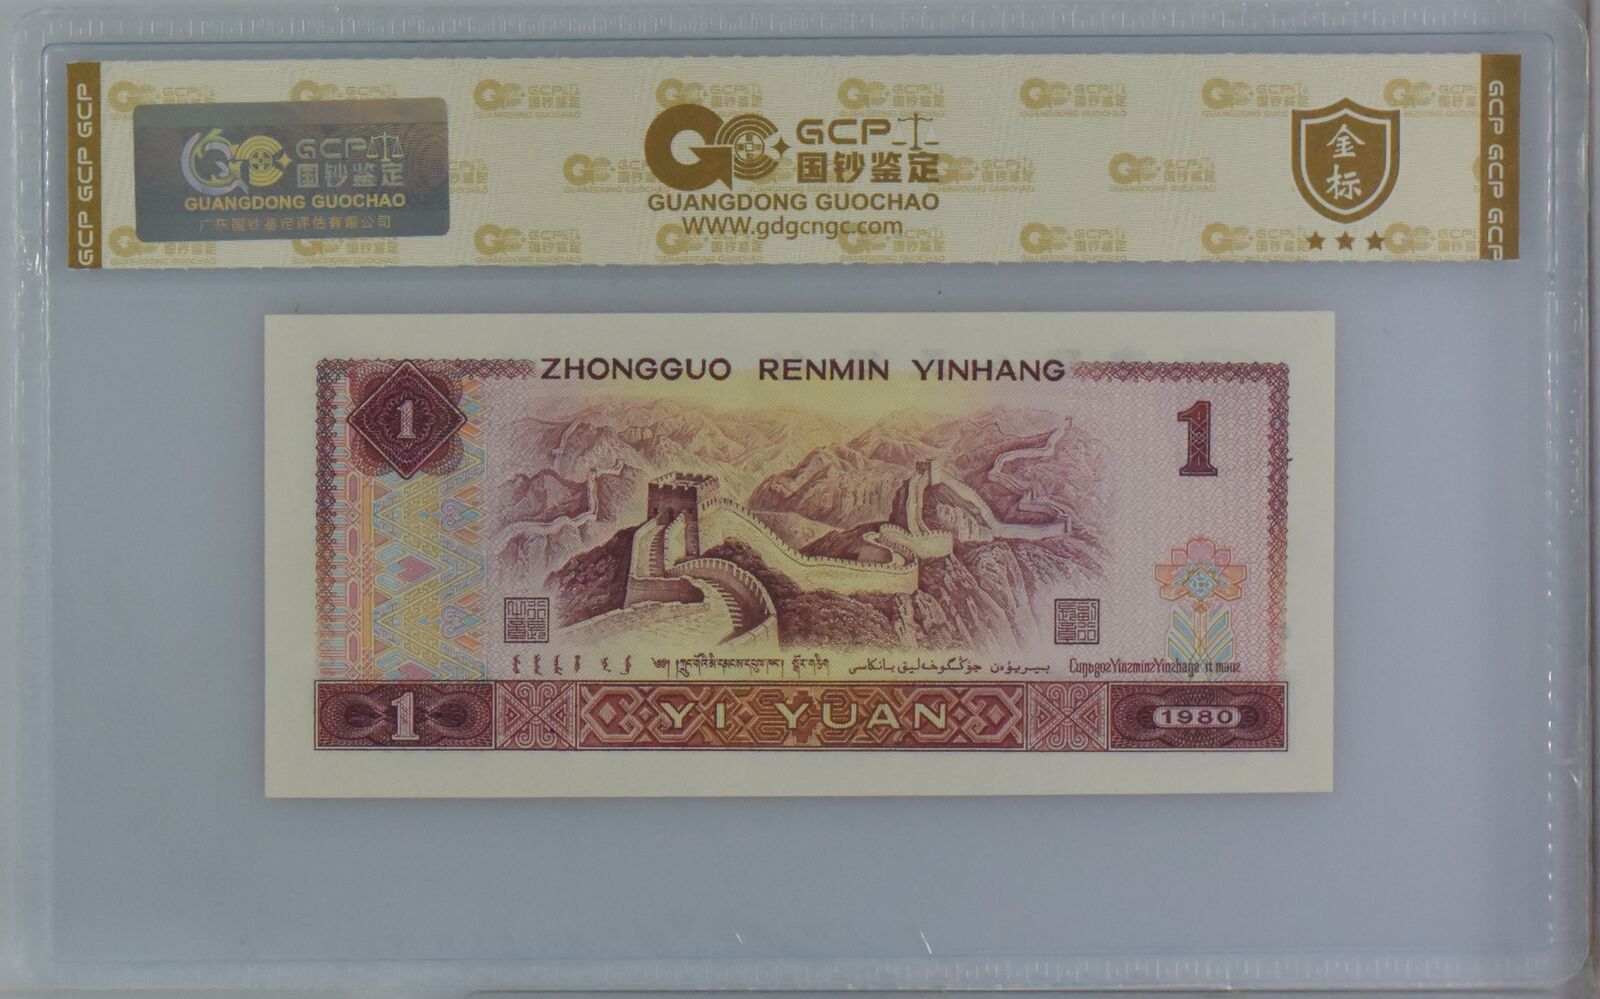 GCP GCP GCP
GCP
国钞鉴定
GUANGDONG GUOCHAO
广东国钞鉴定评估有限公司
GCP
国钞鉴定
GUANGDONG GUOCHAO
WWW.gdgcngc.com
金标
GCP GCP GCP
ZHONGGUO RENMIN YINHANG
1
1
YI YUAN
1
1980